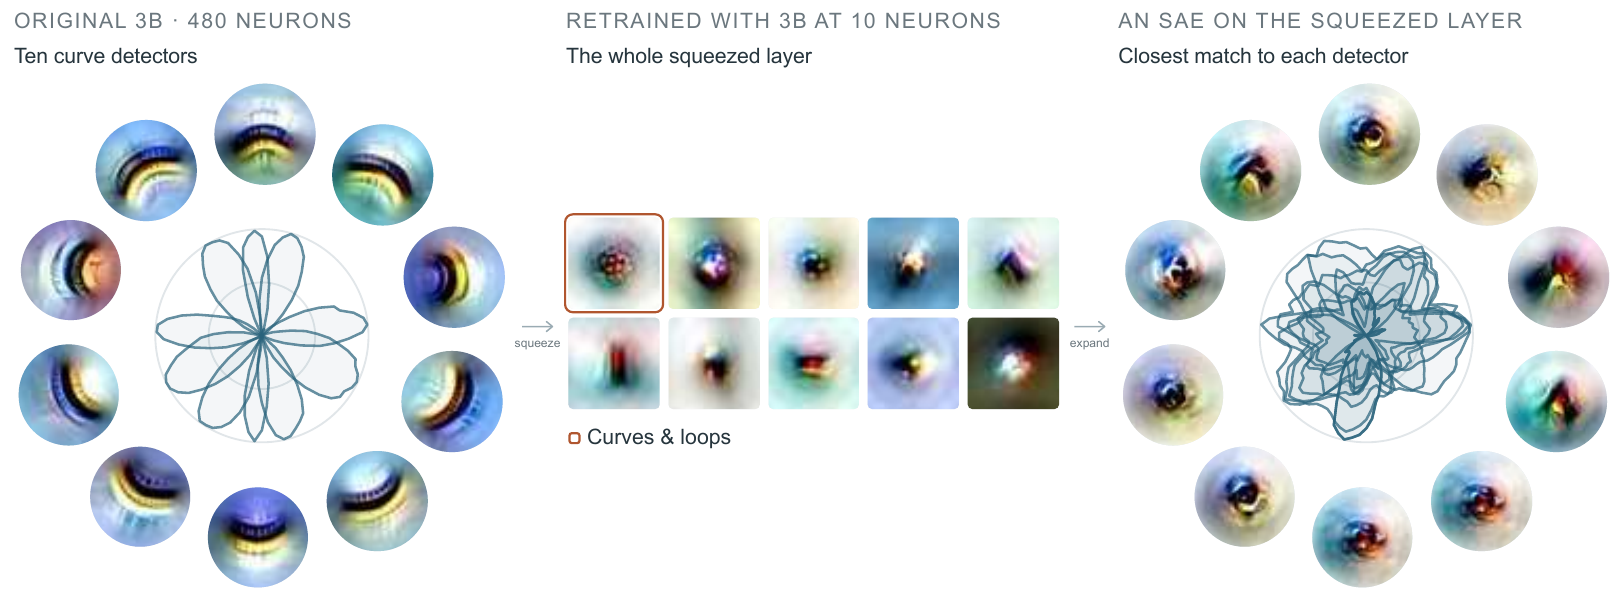 ORIGINAL 3B · 480 NEURONS
Ten curve detectors
RETRAINED WITH 3B AT 10 NEURONS
The whole squeezed layer
AN SAE ON THE SQUEEZED LAYER
Closest match to each detector
squeeze
expand
Curves & loops